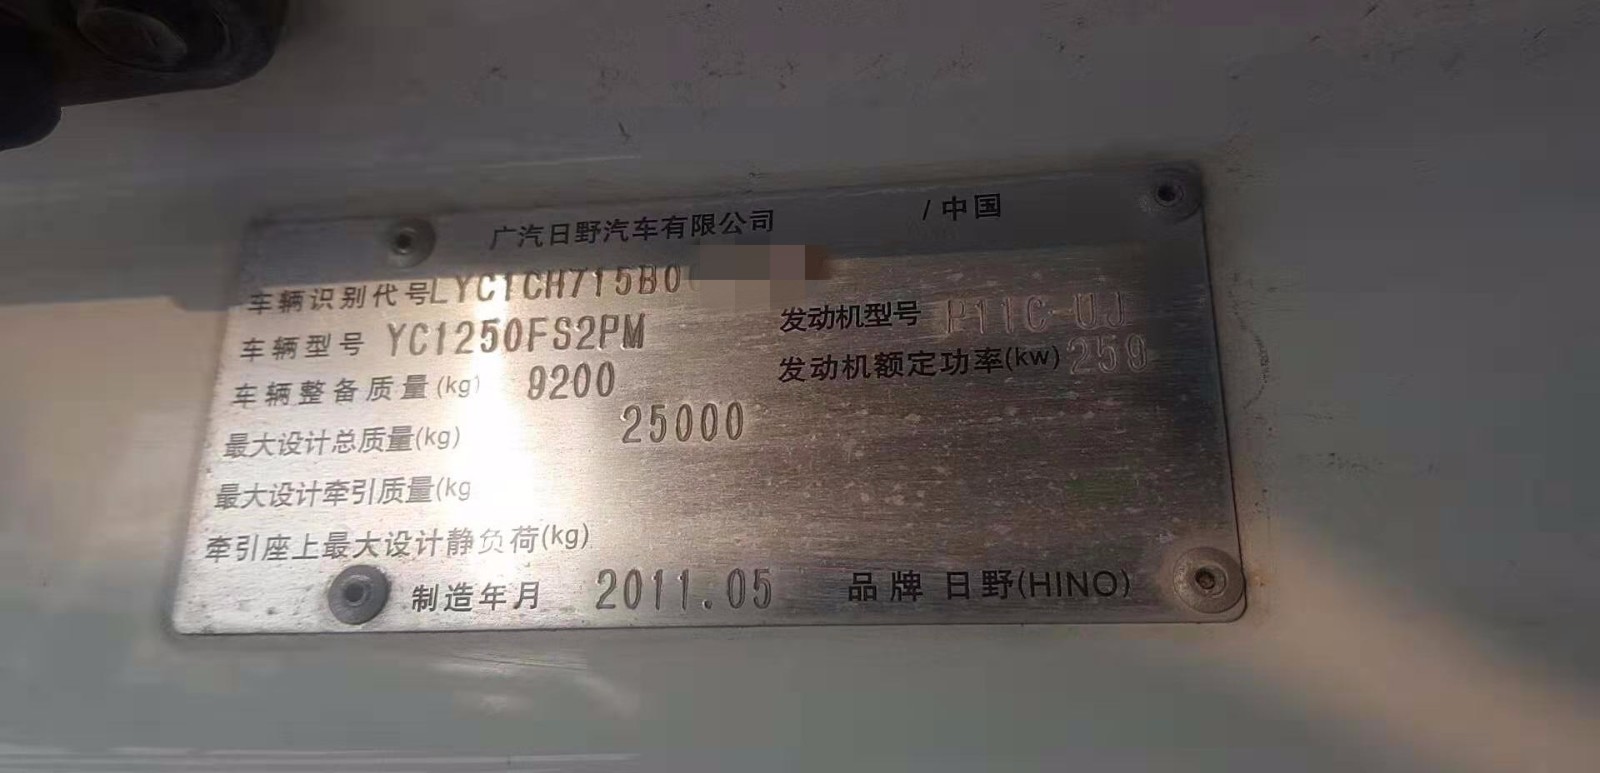 广汽日野汽车有限公司 /中国
车辆识别代号LYC1CH715B0
车辆型号 YC1250FS2PM 发动机型号 P11C-UJ
车辆整备质量(kg) 9200 发动机额定功率(kw) 259
最大设计总质量(kg) 25000
最大设计牵引质量(kg
牵引座上最大设计静负荷(kg)
制造年月 2011.05 品牌 日野(HINO)